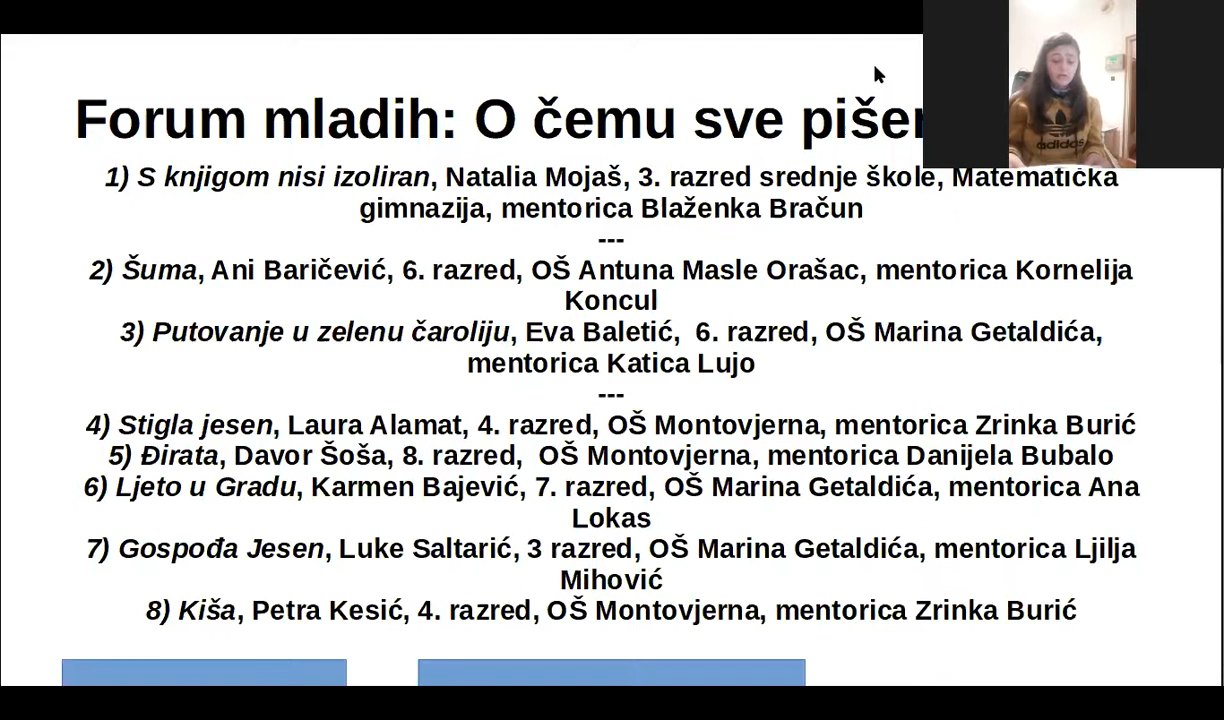 Forum mladih: O čemu sve
1) S knjigom nisi izoliran, Natalia Mojaš, 3. razred srednje škole, Matematička
gimnazija, mentorica Blaženka Bračun
---
2) Šuma, Ani Baričević, 6. razred, OŠ Antuna Masle Orašac, mentorica Kornelija
Koncul
3) Putovanje u zelenu čaroliju, Eva Baletić,  6. razred, OŠ Marina Getaldića,
mentorica Katica Lujo
---
4) Stigla jesen, Laura Alamat, 4. razred, OŠ Montovjerna, mentorica Zrinka Burić
5) Đirata, Davor Šoša, 8. razred,  OŠ Montovjerna, mentorica Danijela Bubalo
6) Ljeto u Gradu, Karmen Bajević, 7. razred, OŠ Marina Getaldića, mentorica Ana
Lokas
7) Gospođa Jesen, Luke Saltarić, 3 razred, OŠ Marina Getaldića, mentorica Ljilja
Mihović
8) Kiša, Petra Kesić, 4. razred, OŠ Montovjerna, mentorica Zrinka Burić
adidas